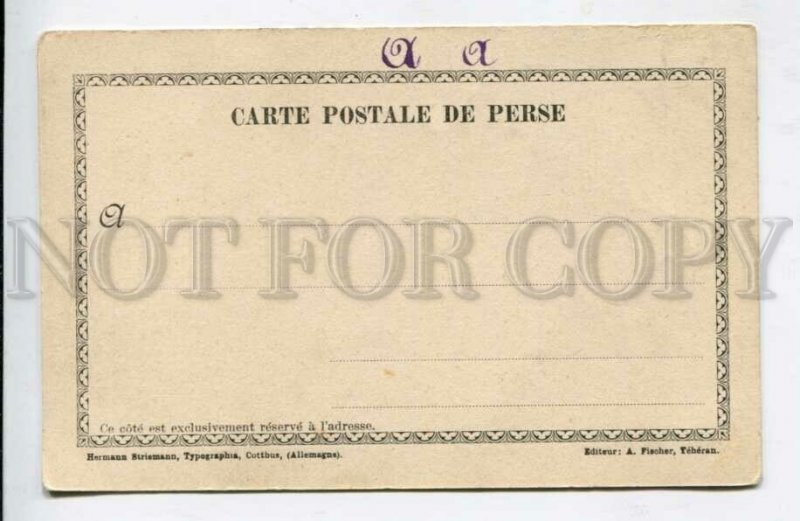 a a
CARTE POSTALE DE PERSE
a
NOT FOR COPY
Ce côté est exclusivement réservé à l'adresse.
Hermann Striemann, Typographia, Cottbus, (Allemagne).
Editeur: A. Fischer, Téhéran.